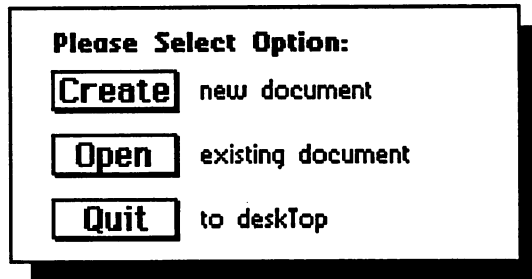 Please Select Option:
Create new document
Open existing document
Quit to deskTop